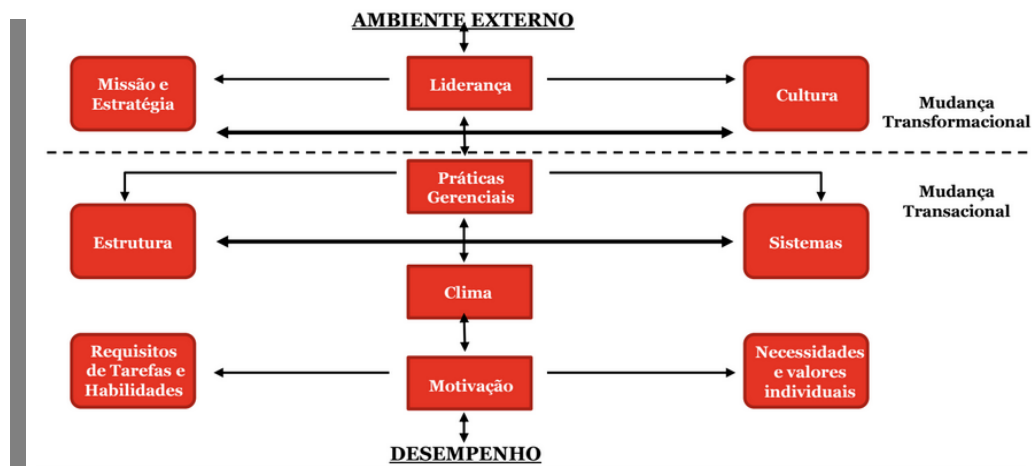 AMBIENTE EXTERNO
Missão e
Estratégia
Liderança
Cultura
Mudança
Transformacional
Práticas
Gerenciais
Mudança
Transacional
Estrutura
Sistemas
Clima
Requisitos
de Tarefas e
Habilidades
Motivação
Necessidades
e valores
individuais
DESEMPENHO